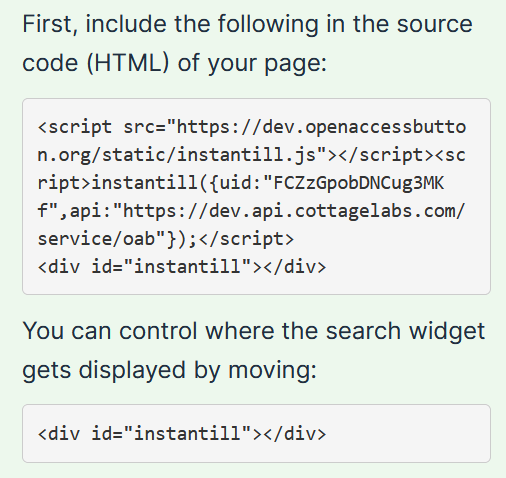 First, include the following in the source
code (HTML) of your page:
<script src="https://dev.openaccessbutto
n.org/static/instantill.js"></script><sc
ript>instantill({uid:"FCZzGpobDNCug3MK
f",api:"https://dev.api.cottagelabs.com/
service/oab"});</script>
<div id="instantill"></div>
You can control where the search widget
gets displayed by moving:
<div id="instantill"></div>